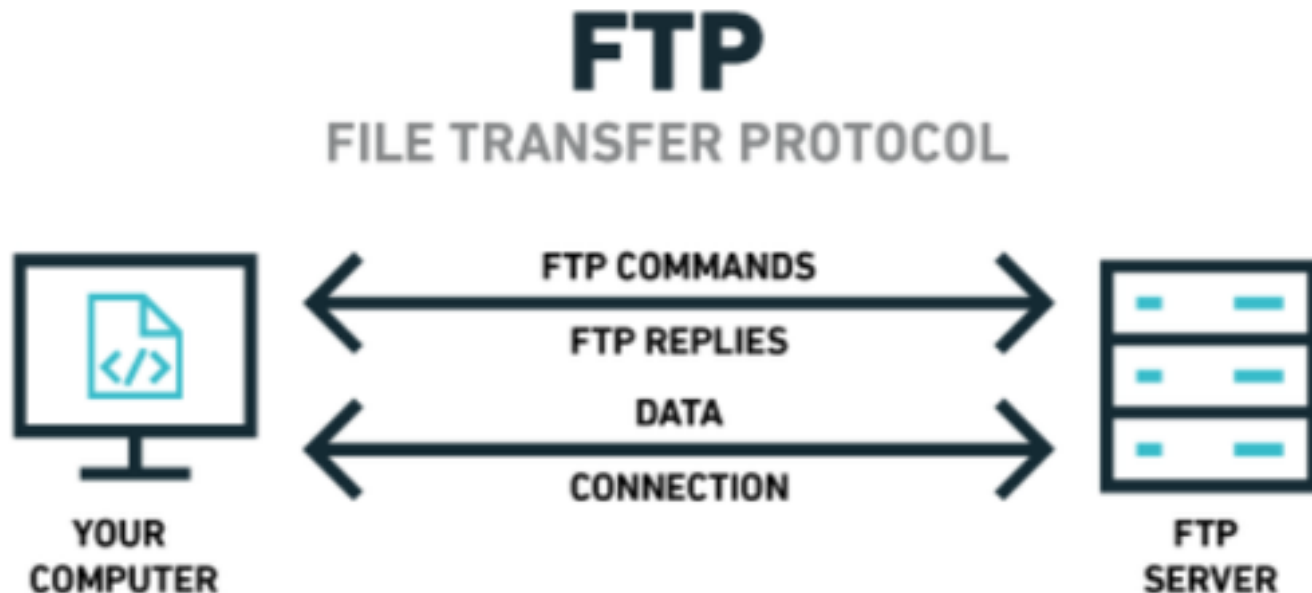 FTP
FILE TRANSFER PROTOCOL
FTP COMMANDS
FTP REPLIES
DATA
CONNECTION
</>
YOUR
COMPUTER
FTP
SERVER